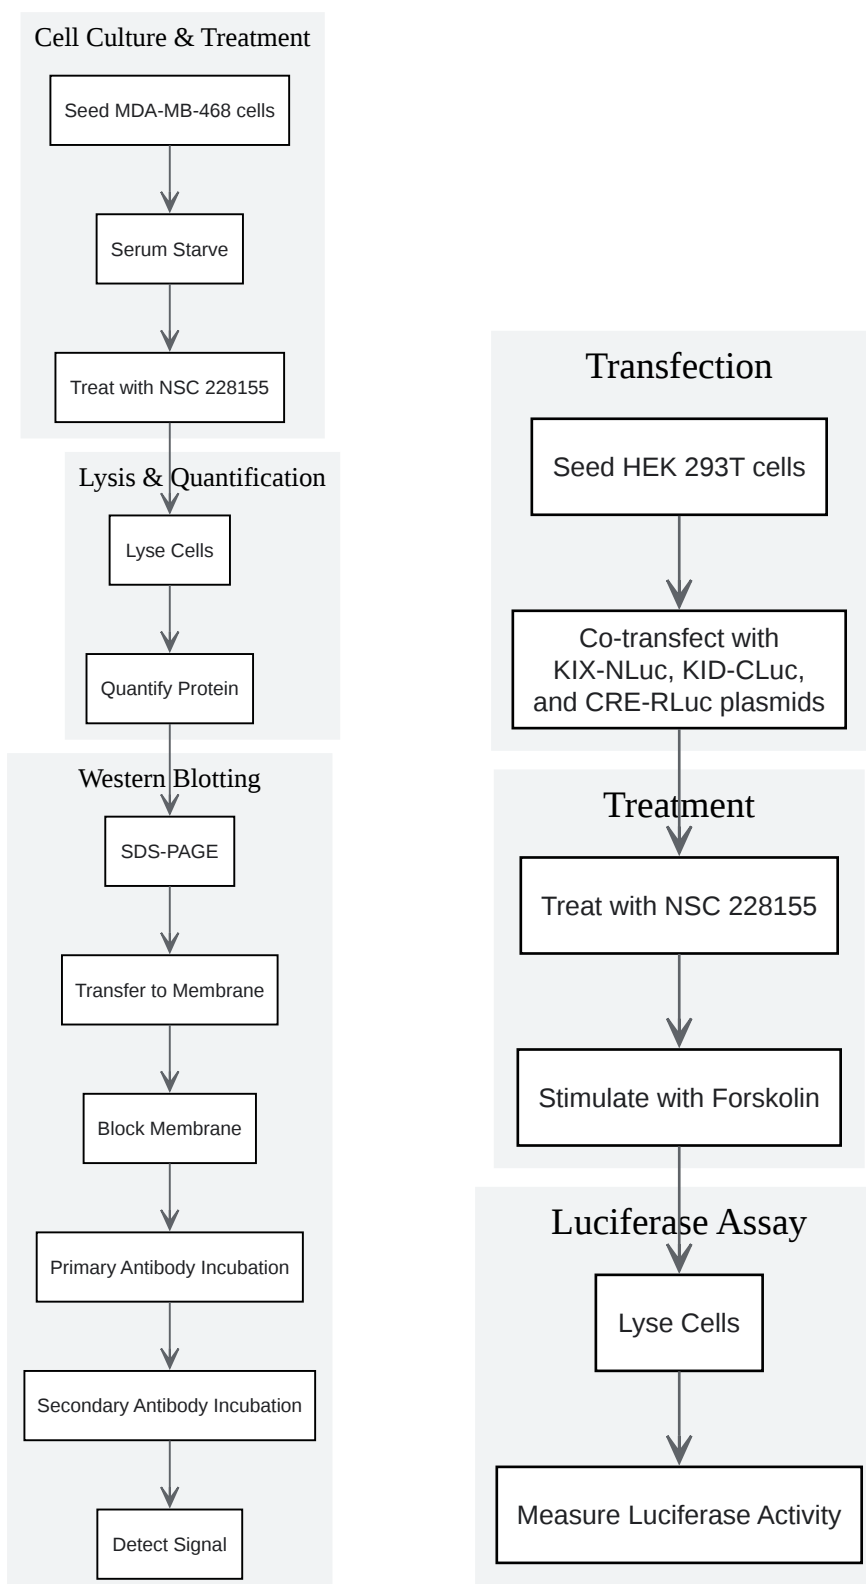 Cell Culture & Treatment
Seed MDA-MB-468 cells
Serum Starve
Treat with NSC 228155
Lysis & Quantification
Lyse Cells
Quantify Protein
Western Blotting
SDS-PAGE
Transfer to Membrane
Block Membrane
Primary Antibody Incubation
Secondary Antibody Incubation
Detect Signal
Transfection
Seed HEK 293T cells
Co-transfect with
KIX-NLuc, KID-CLuc,
and CRE-RLuc plasmids
Treatment
Treat with NSC 228155
Stimulate with Forskolin
Luciferase Assay
Lyse Cells
Measure Luciferase Activity